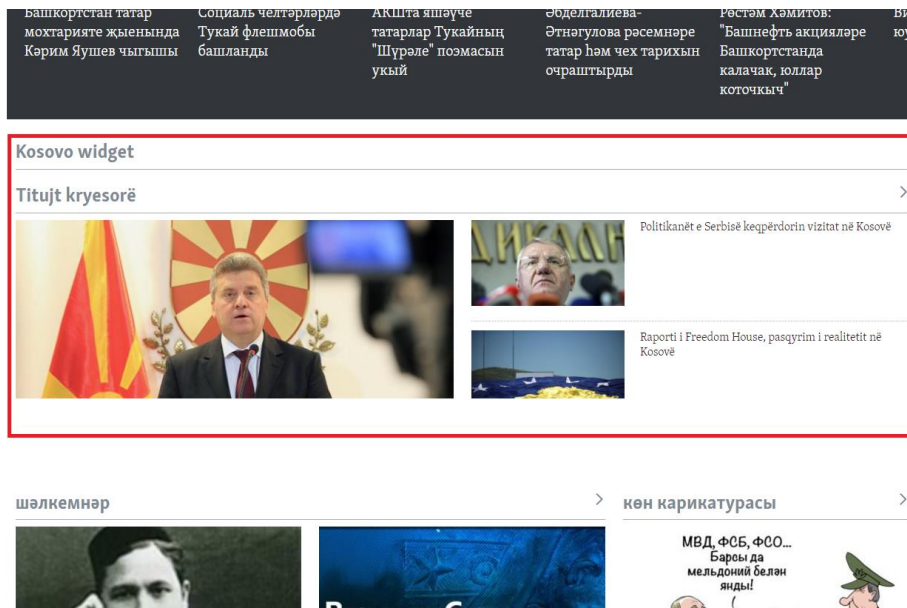 Башкортстан татар
мохтарияте җыенында
Кәрим Яушев чыгышы
Социаль челтәрләрдә
Тукай флешмобы
башланды
АКШта яшәүче
татарлар Тукайның
"Шүрәле" поэмасын
укый
Әбделгалиева-
Әтнәгулова рәсемнәре
татар һәм чех тарихын
очраштырды
Рөстәм Хәмитов:
"Башнефть акцияләре
Башкортстанда
калачак, юллар
коточкыч"
Kosovo widget
Titujt kryesorë
ДИКАЛН
Politikanët e Serbisë keqpërdorin vizitat në Kosovë
Raporti i Freedom House, pasqyrim i realitetit në
Kosovë
шәлкемнәр
көн карикатурасы
МВД, ФСБ, ФСО...
Барсы да
мельдоний белән
янды!